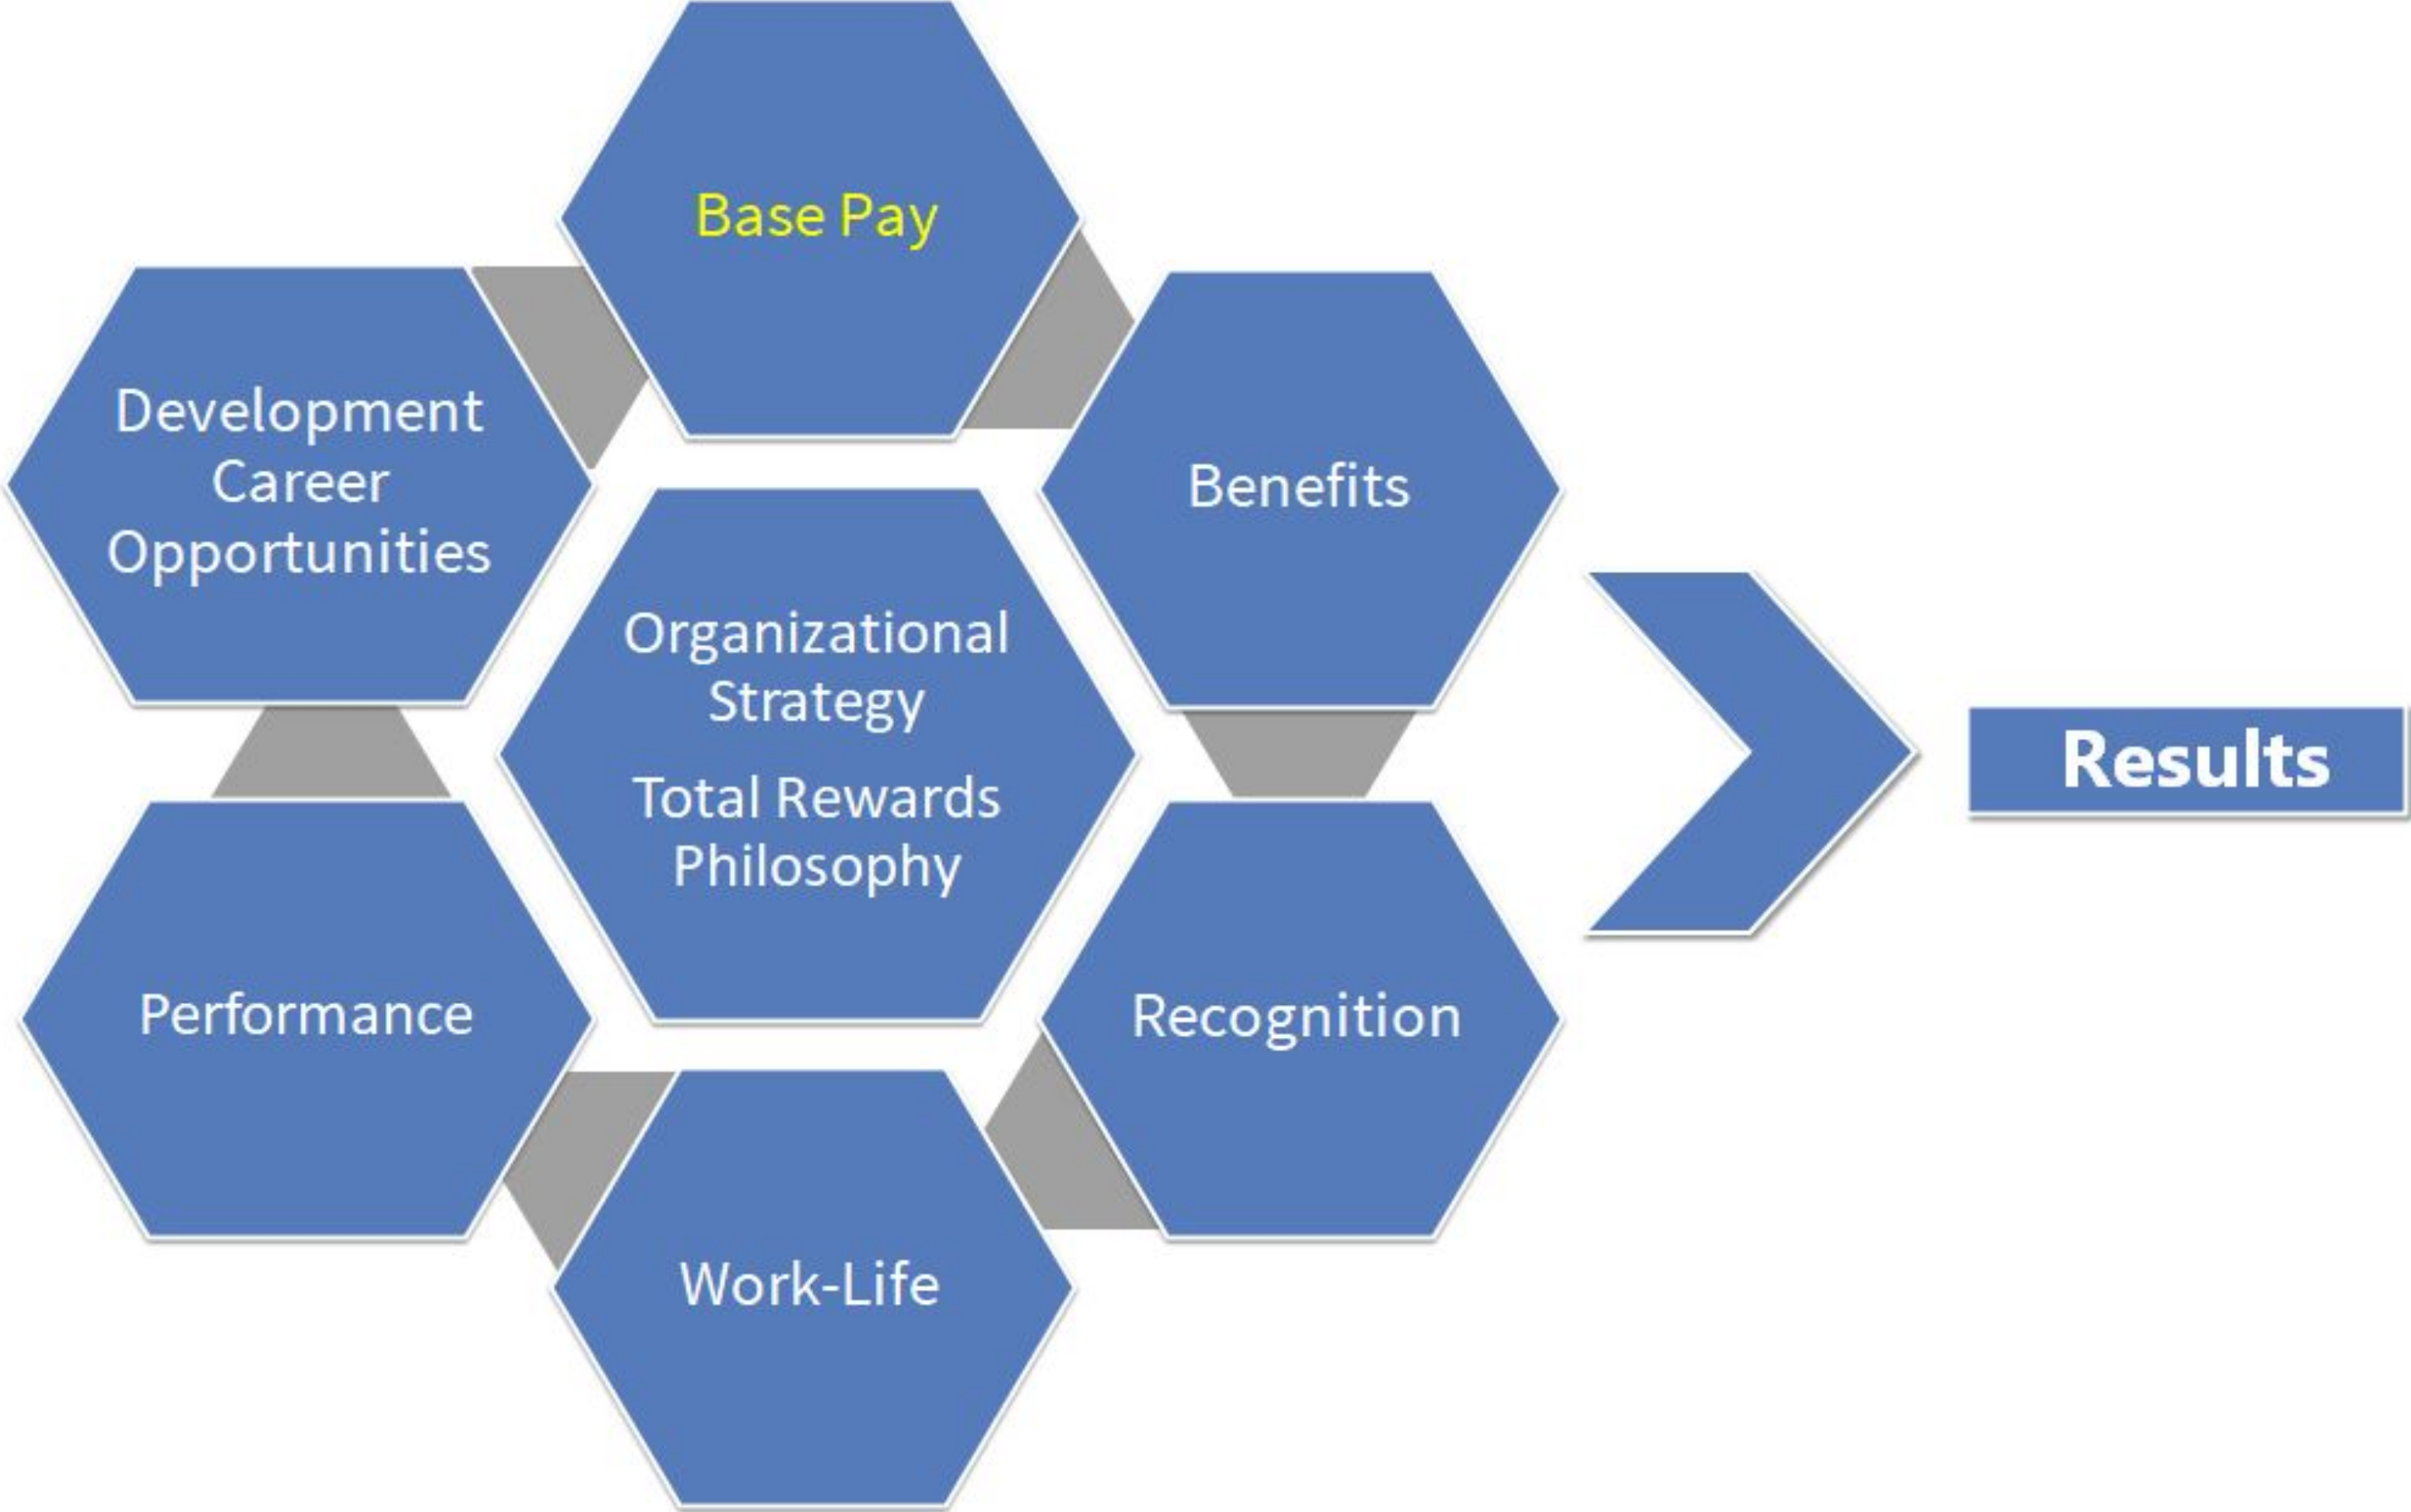 Base Pay
Development
Career
Opportunities
Benefits
Organizational
Strategy
Total Rewards
Philosophy
Results
Performance
Recognition
Work-Life